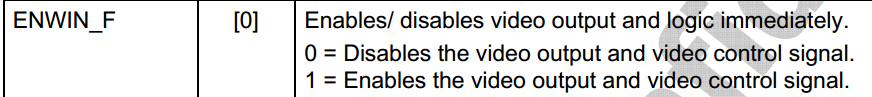 ENWIN_F [0] Enables/ disables video output and logic immediately.
0 = Disables the video output and video control signal.
1 = Enables the video output and video control signal.